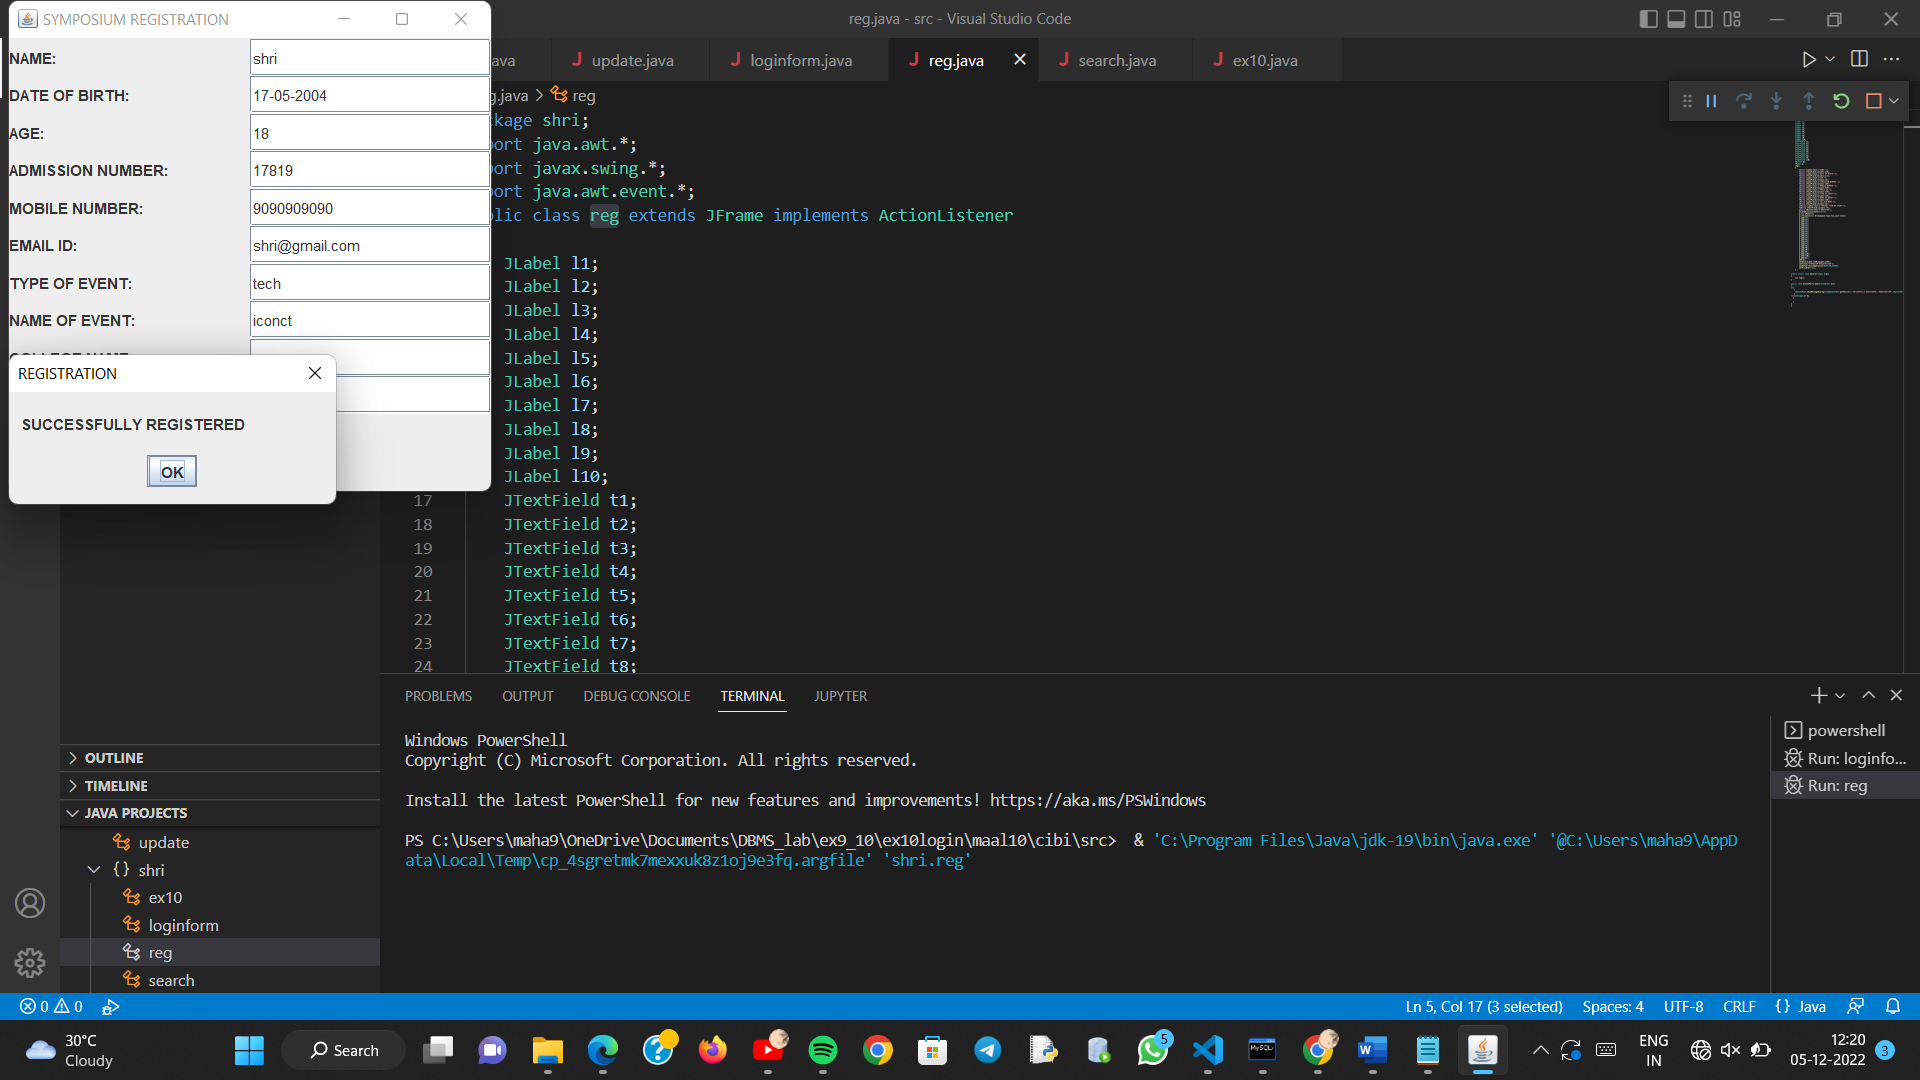 SYMPOSIUM REGISTRATION
NAME: shri
DATE OF BIRTH: 17-05-2004
AGE: 18
ADMISSION NUMBER: 17819
MOBILE NUMBER: 9090909090
EMAIL ID: shri@gmail.com
TYPE OF EVENT: tech
NAME OF EVENT: iconct
REGISTRATION
SUCCESSFULLY REGISTERED
OK
reg.java - src - Visual Studio Code
ava
update.java
loginform.java
reg.java
search.java
ex10.java
g.java > reg
kage shri;
ort java.awt.*;
ort javax.swing.*;
ort java.awt.event.*;
lic class reg extends JFrame implements ActionListener
JLabel l1;
JLabel l2;
JLabel l3;
JLabel l4;
JLabel l5;
JLabel l6;
JLabel l7;
JLabel l8;
JLabel l9;
JLabel l10;
17 JTextField t1;
18 JTextField t2;
19 JTextField t3;
20 JTextField t4;
21 JTextField t5;
22 JTextField t6;
23 JTextField t7;
24 JTextField t8;
PROBLEMS OUTPUT DEBUG CONSOLE TERMINAL JUPYTER
Windows PowerShell
Copyright (C) Microsoft Corporation. All rights reserved.
Install the latest PowerShell for new features and improvements! https://aka.ms/PSWindows
PS C:\Users\maha9\OneDrive\Documents\DBMS_lab\ex9_10\ex10login\maal10\cibi\src> & 'C:\Program Files\Java\jdk-19\bin\java.exe' '@C:\Users\maha9\AppD
ata\Local\Temp\cp_4sgretmk7mexxuk8z1oj9e3fq.argfile' 'shri.reg'
powershell
Run: loginfo...
Run: reg
OUTLINE
TIMELINE
JAVA PROJECTS
update
{} shri
ex10
loginform
reg
search
0 0
Ln 5, Col 17 (3 selected) Spaces: 4 UTF-8 CRLF {} Java
30°C
Cloudy
Search
5
MySQL
ENG
IN
12:20
05-12-2022
3